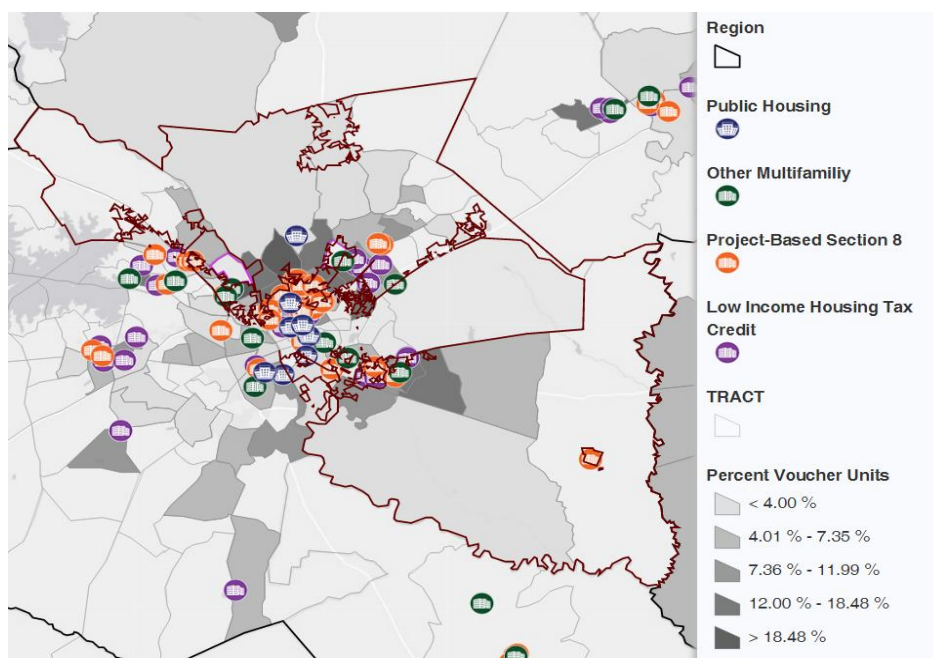 Region
Public Housing
Other Multifamiliy
Project-Based Section 8
Low Income Housing Tax
Credit
TRACT
Percent Voucher Units
< 4.00 %
4.01 % - 7.35 %
7.36 % - 11.99 %
12.00 % - 18.48 %
> 18.48 %